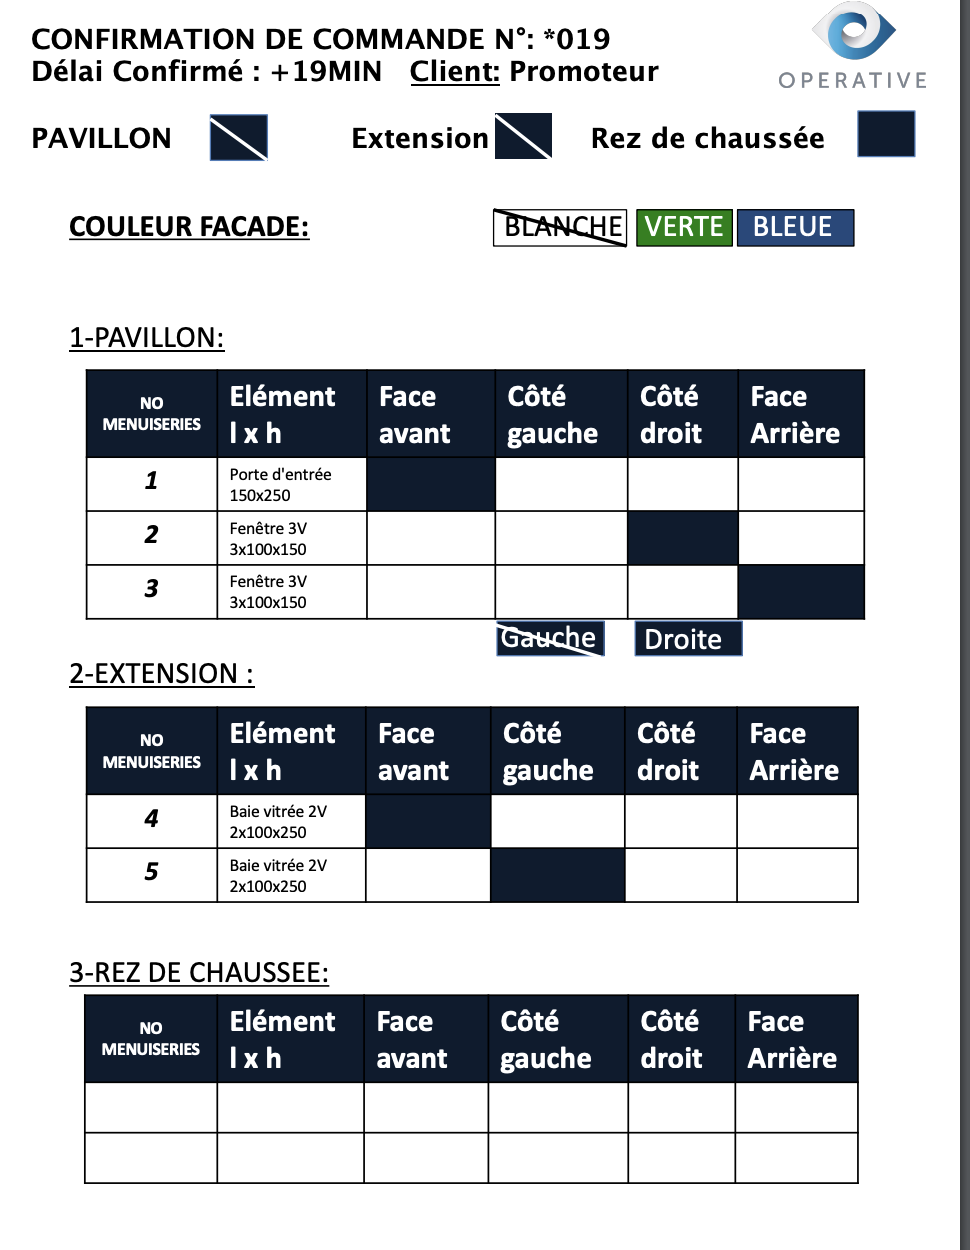 CONFIRMATION DE COMMANDE N°: *019
Délai Confirmé : +19MIN Client: Promoteur
OPERATIVE
PAVILLON Extension Rez de chaussée
COULEUR FACADE: BLANCHE VERTE BLEUE
1-PAVILLON:
NO MENUISERIES Elément l x h Face avant Côté gauche Côté droit Face Arrière
1 Porte d'entrée 150x250
2 Fenêtre 3V 3x100x150
3 Fenêtre 3V 3x100x150
Gauche Droite
2-EXTENSION :
NO MENUISERIES Elément l x h Face avant Côté gauche Côté droit Face Arrière
4 Baie vitrée 2V 2x100x250
5 Baie vitrée 2V 2x100x250
3-REZ DE CHAUSSEE:
NO MENUISERIES Elément l x h Face avant Côté gauche Côté droit Face Arrière